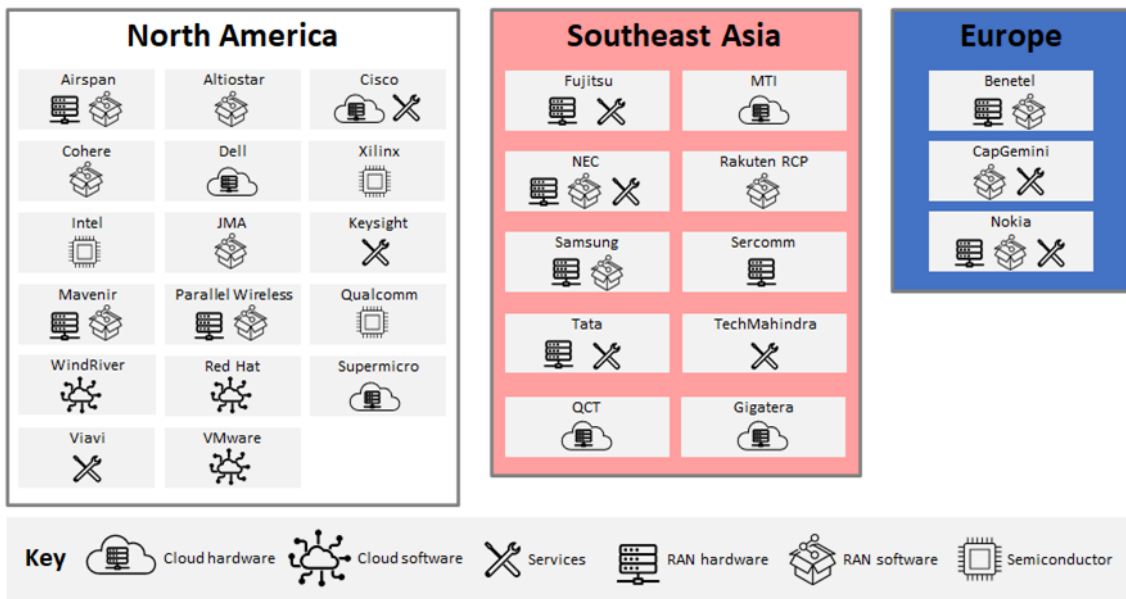 North America
Southeast Asia
Europe
Airspan
Altiostar
Cisco
Cohere
Dell
Xilinx
Intel
JMA
Keysight
Mavenir
Parallel Wireless
Qualcomm
WindRiver
Red Hat
Supermicro
Viavi
VMware
Fujitsu
MTI
NEC
Rakuten RCP
Samsung
Sercomm
Tata
TechMahindra
QCT
Gigatera
Benetel
CapGemini
Nokia
Key
Cloud hardware
Cloud software
Services
RAN hardware
RAN software
Semiconductor